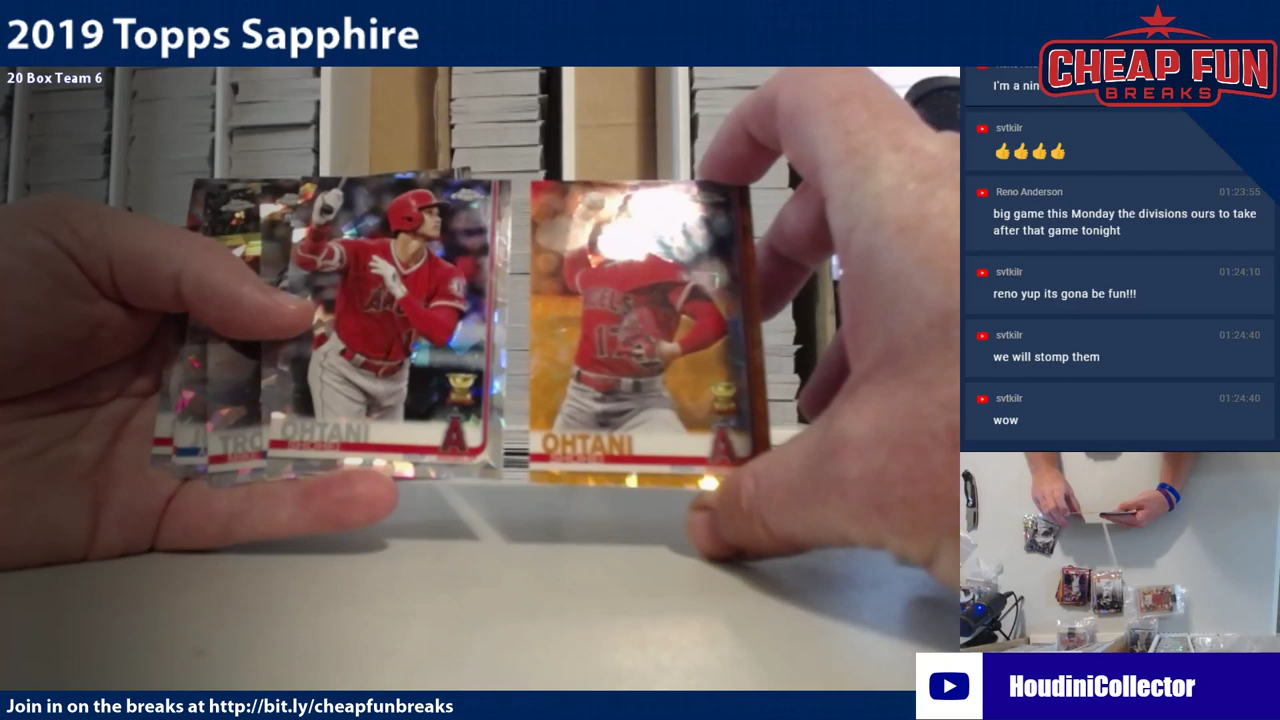 2019 Topps Sapphire
20 Box Team 6
CHEAP FUN
BREAKS
I'm a nin
svtkilr
👍👍👍👍
Reno Anderson 01:23:55
big game this Monday the divisions ours to take
after that game tonight
svtkilr 01:24:10
reno yup its gona be fun!!!
svtkilr 01:24:40
we will stomp them
svtkilr 01:24:40
wow
TRO
OHTANI
17
OHTANI
A
A
HoudiniCollector
Join in on the breaks at http://bit.ly/cheapfunbreaks